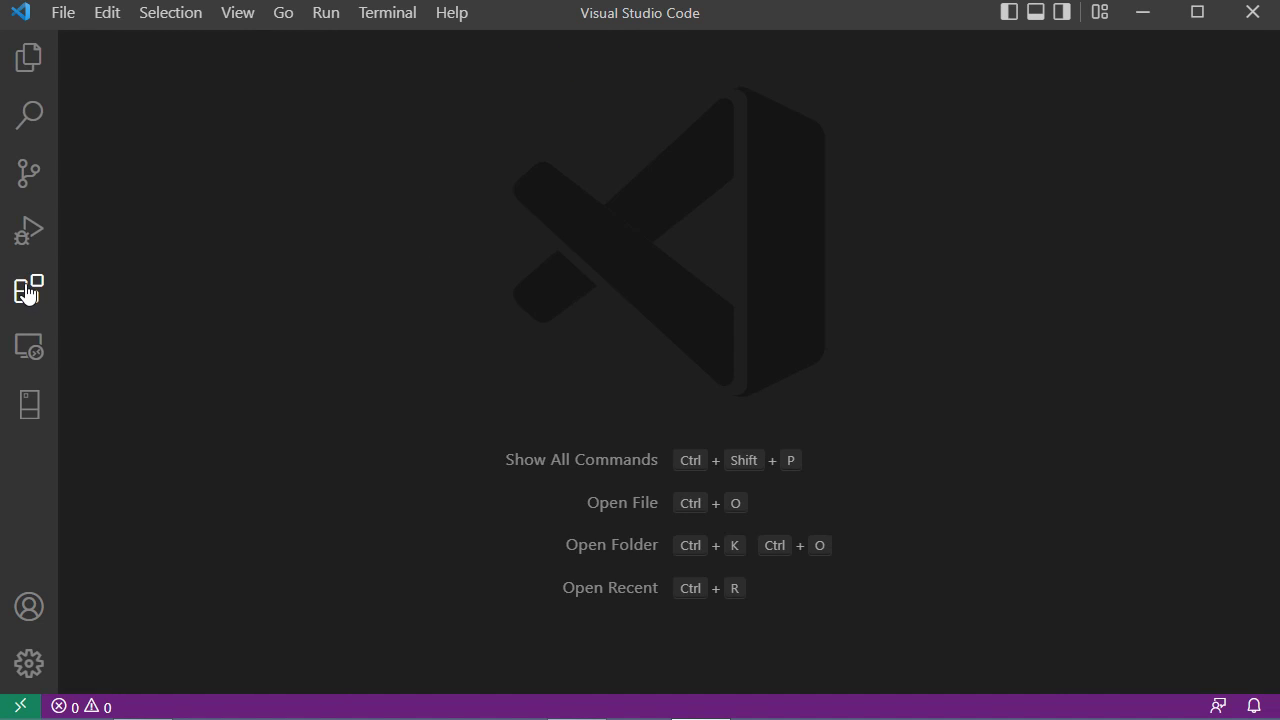 File Edit Selection View Go Run Terminal Help Visual Studio Code
Show All Commands Ctrl + Shift + P
Open File Ctrl + O
Open Folder Ctrl + K Ctrl + O
Open Recent Ctrl + R
0 0